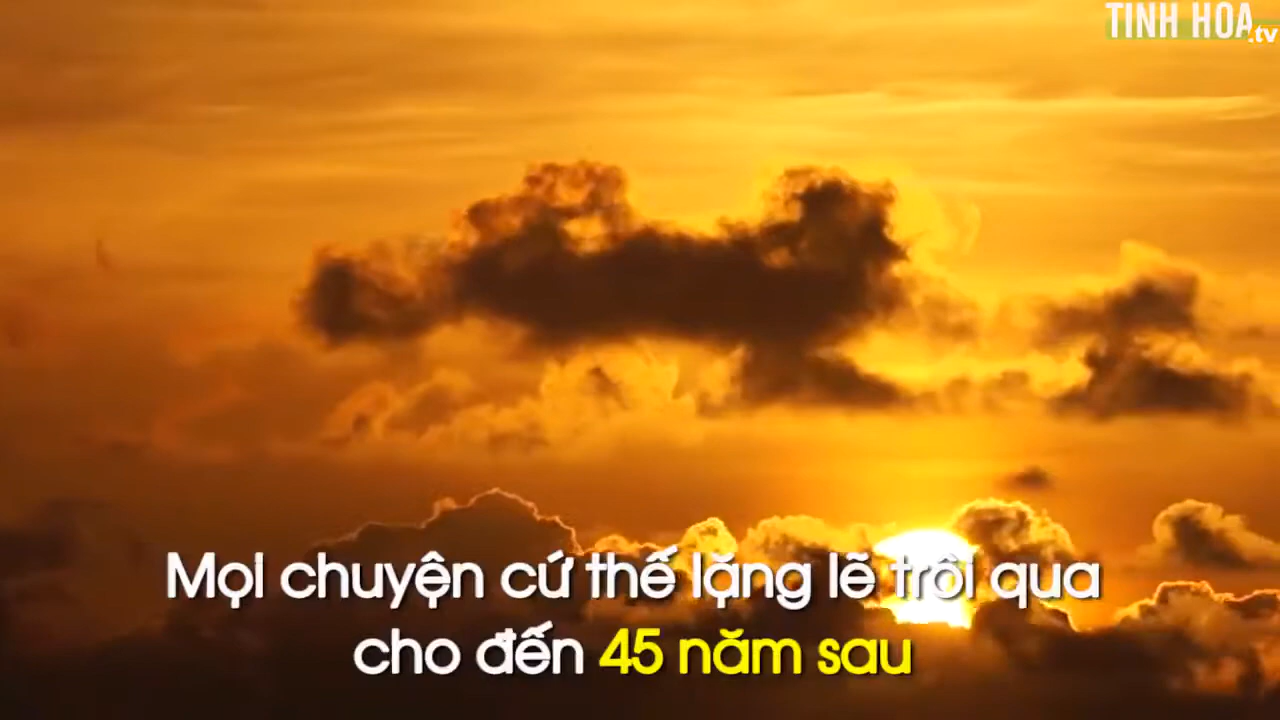 TINH HOA.tv
Mọi chuyện cứ thế lặng lẽ trôi qua
cho đến 45 năm sau